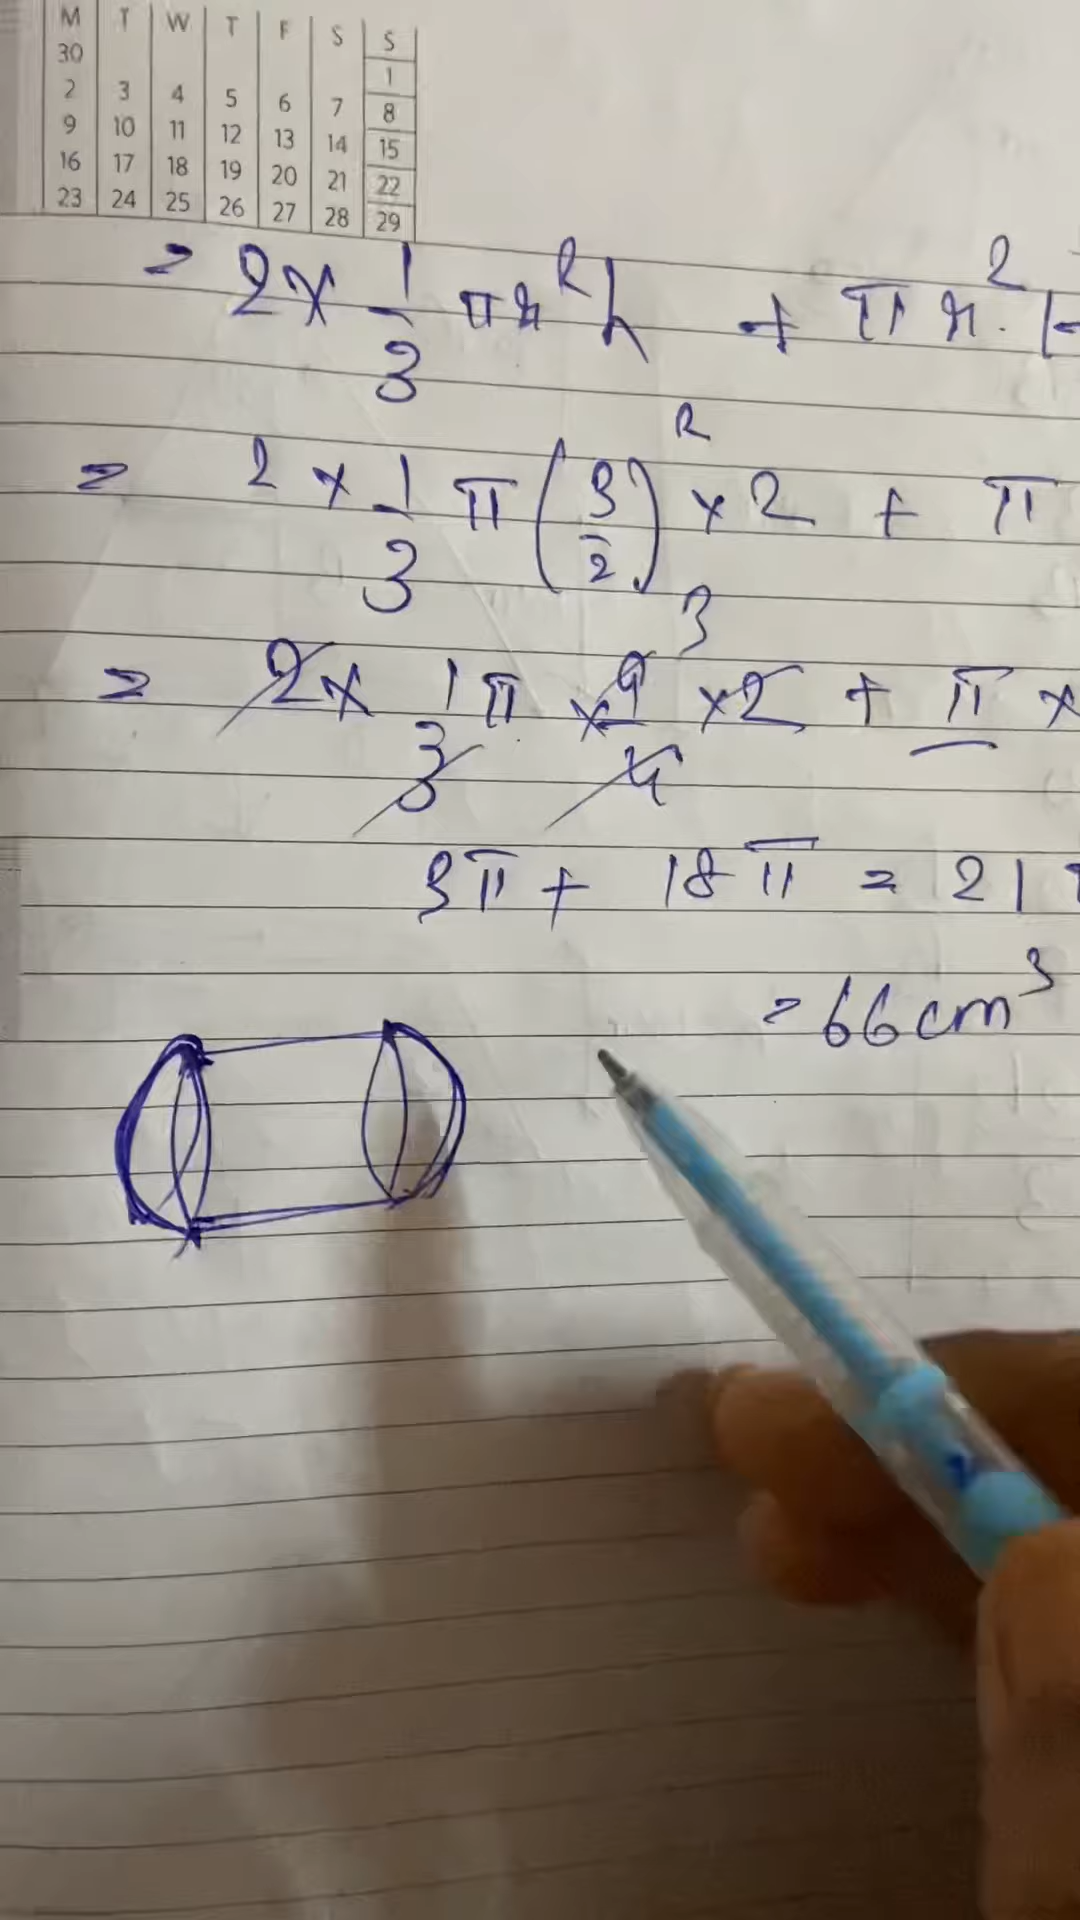 M T W T F S S
30 1
2 3 4 5 6 7 8
9 10 11 12 13 14 15
16 17 18 19 20 21 22
23 24 25 26 27 28 29
= 2 × 1/3 πr²h + πr².
= 2 × 1/3 π (3/2)² × 2 + π
= 2 × 1/3 π × 9/4 × 2 + π ×
3
3π + 18π = 21
= 66 cm³